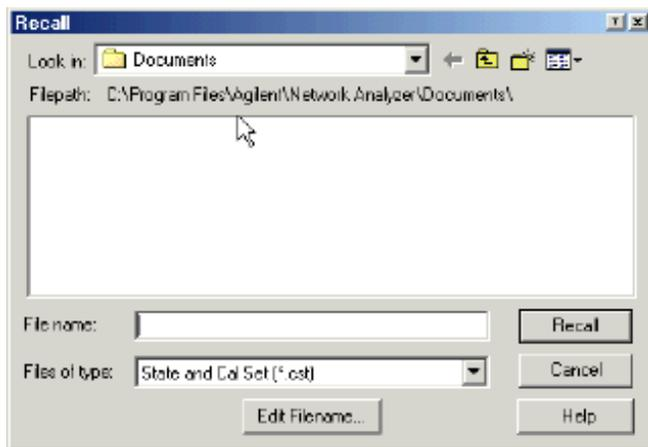 Recall
Look in: Documents
Filepath: C:\Program Files\Agilent\Network Analyzer\Documents\
File name:
Recall
Files of type: State and Cal Set (*.cst)
Cancel
Edit Filename...
Help